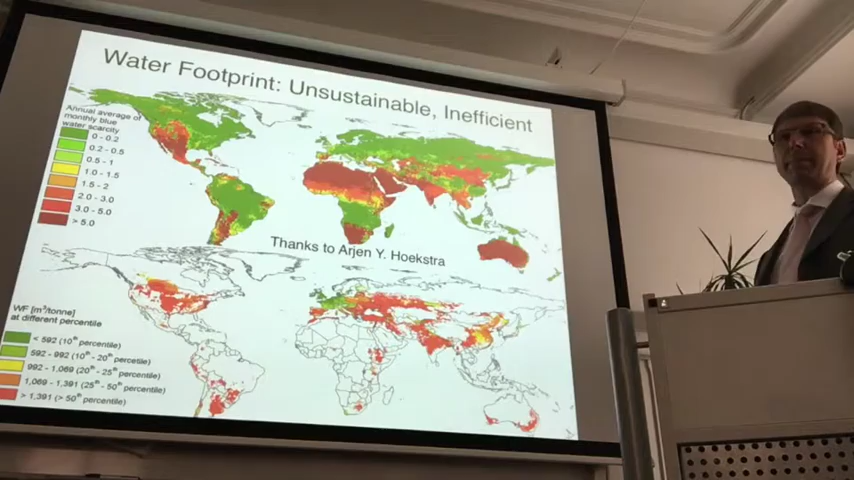 Water Footprint: Unsustainable, Inefficient
Annual average of
monthly blue
water scarcity
0 - 0.2
0.2 - 0.5
0.5 - 1
1.0 - 1.5
1.5 - 2
2.0 - 3.0
3.0 - 5.0
> 5.0
Thanks to Arjen Y. Hoekstra
WF [m³/tonne]
at different percentile
< 592 (10th percentile)
592 - 992 (10th - 20th percentile)
992 - 1,069 (20th - 25th percentile)
1,069 - 1,391 (25th - 50th percentile)
> 1,391 (> 50th percentile)